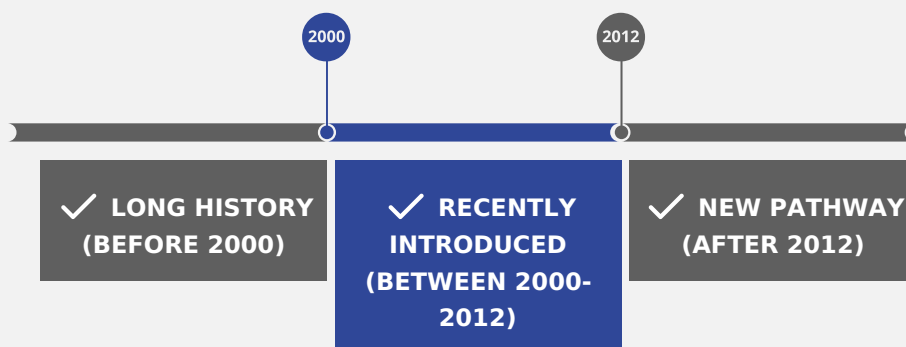 2000
2012
LONG HISTORY
(BEFORE 2000)
RECENTLY
INTRODUCED
(BETWEEN 2000-
2012)
NEW PATHWAY
(AFTER 2012)